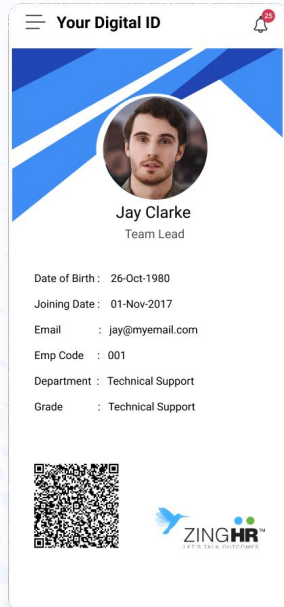 Your Digital ID
25
Jay Clarke
Team Lead
Date of Birth : 26-Oct-1980
Joining Date : 01-Nov-2017
Email : jay@myemail.com
Emp Code : 001
Department : Technical Support
Grade : Technical Support
ZINGHR™
LET'S TALK OUTCOMES